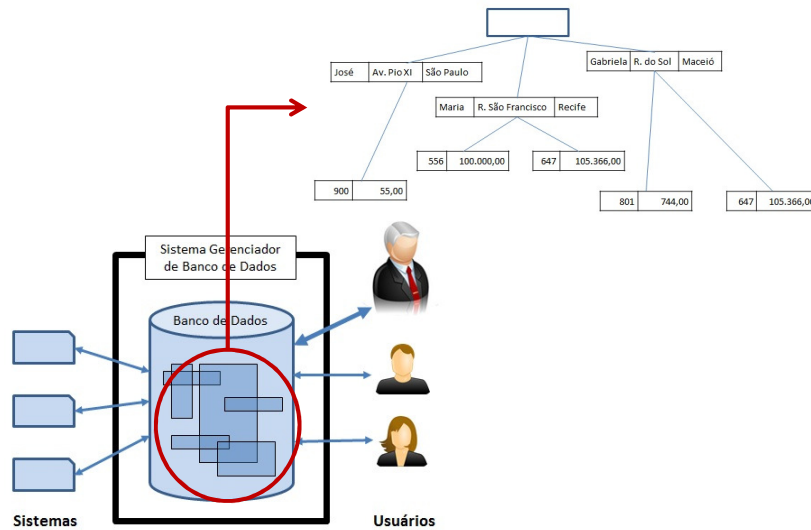 José Av. Pio XI São Paulo
Gabriela R. do Sol Maceió
Maria R. São Francisco Recife
556 100.000,00
647 105.366,00
900 55,00
801 744,00
647 105.366,00
Sistema Gerenciador
de Banco de Dados
Banco de Dados
Sistemas
Usuários